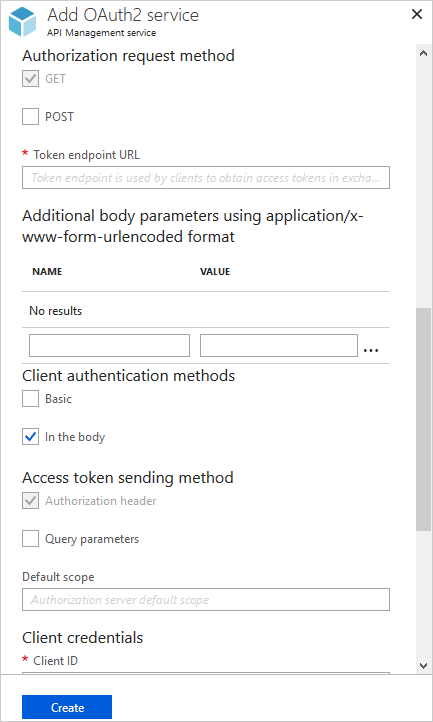 Add OAuth2 service
API Management service
Authorization request method
GET
POST
* Token endpoint URL
Token endpoint is used by clients to obtain access tokens in excha...
Additional body parameters using application/x-
www-form-urlencoded format
NAME VALUE
No results
...
Client authentication methods
Basic
In the body
Access token sending method
Authorization header
Query parameters
Default scope
Authorization server default scope
Client credentials
* Client ID
Create